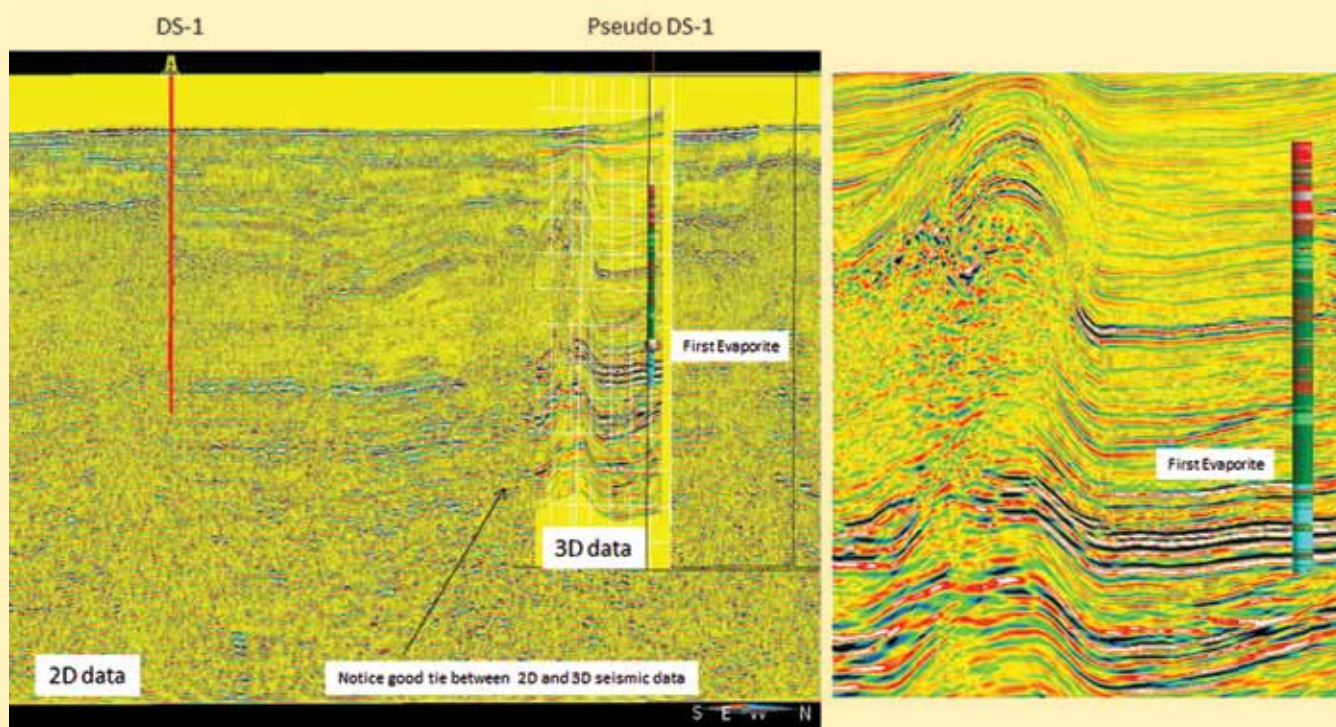 DS-1
Pseudo DS-1
A
First Evaporite
First Evaporite
3D data
2D data
Notice good tie between 2D and 3D seismic data
S E W N